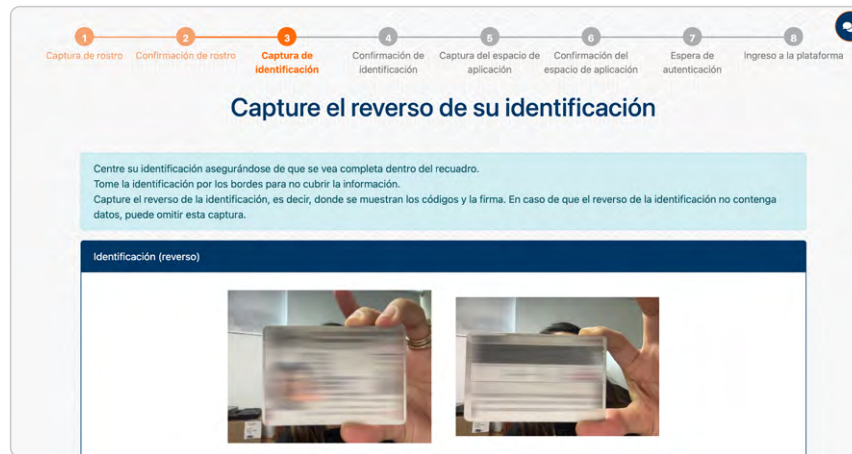 1 2 3 4 5 6 7 8
Captura de rostro Confirmación de rostro Captura de Confirmación de Captura del espacio de Confirmación del Espera de Ingreso a la plataforma
identificación identificación aplicación espacio de aplicación autenticación
Capture el reverso de su identificación
Centre su identificación asegurándose de que se vea completa dentro del recuadro.
Tome la identificación por los bordes para no cubrir la información.
Capture el reverso de la identificación, es decir, donde se muestran los códigos y la firma. En caso de que el reverso de la identificación no contenga
datos, puede omitir esta captura.
Identificación (reverso)